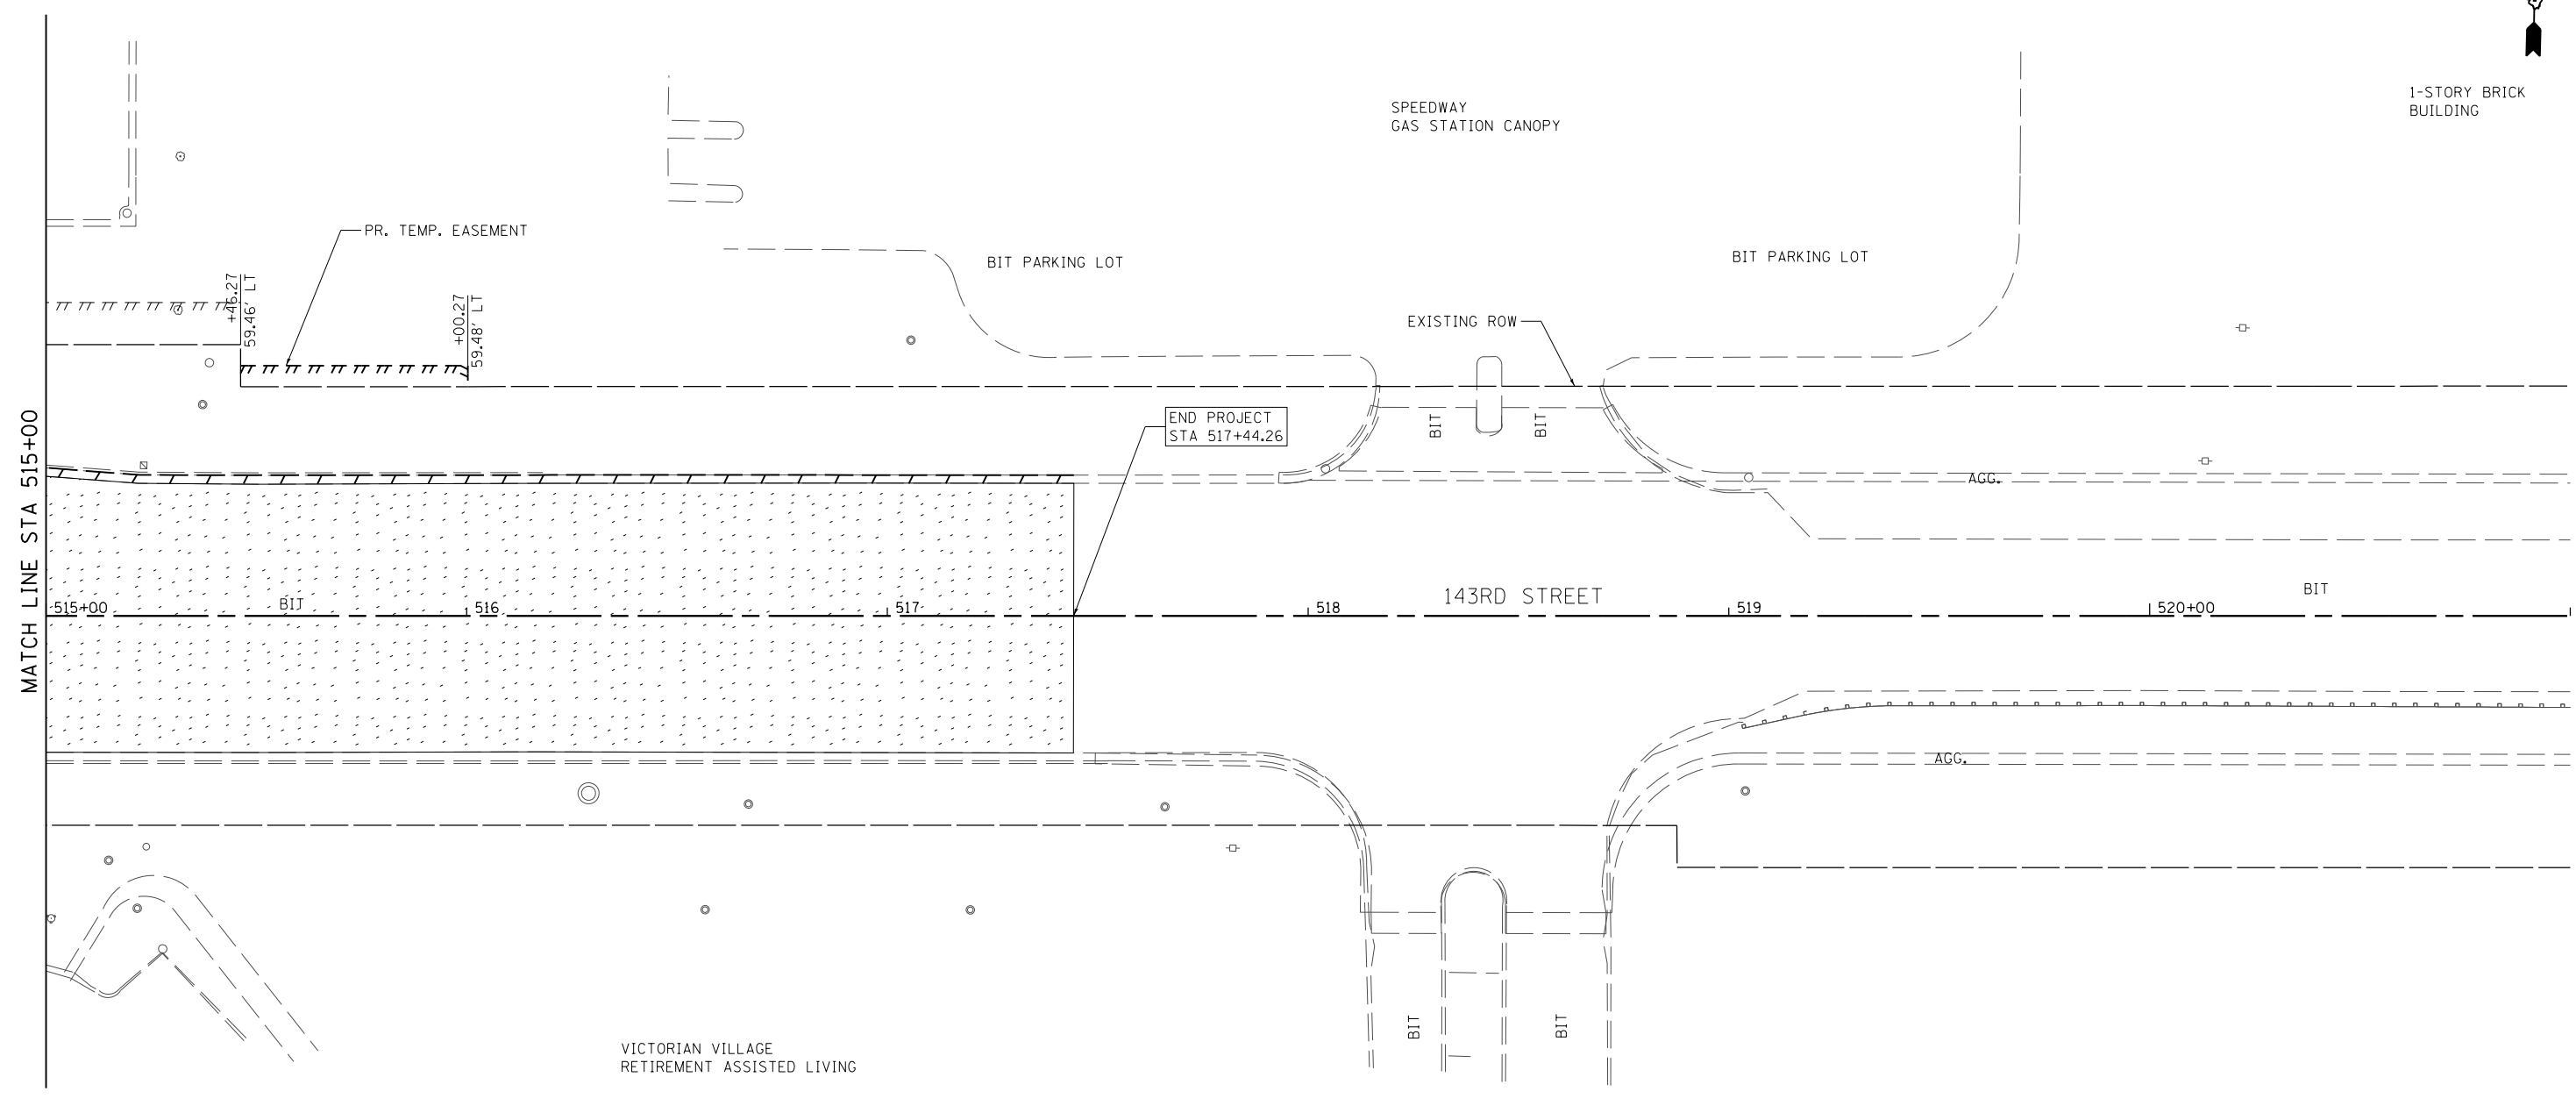 1-STORY BRICK
BUILDING
SPEEDWAY
GAS STATION CANOPY
PR. TEMP. EASEMENT
BIT PARKING LOT
BIT PARKING LOT
+46.27
59.46' LT
+00.27
59.48' LT
EXISTING ROW
END PROJECT
STA 517+44.26
BIT
BIT
AGG.
MATCH LINE STA 515+00
143RD STREET
BIT
BIT
515+00
516
517
518
519
520+00
AGG.
BIT
BIT
VICTORIAN VILLAGE
RETIREMENT ASSISTED LIVING